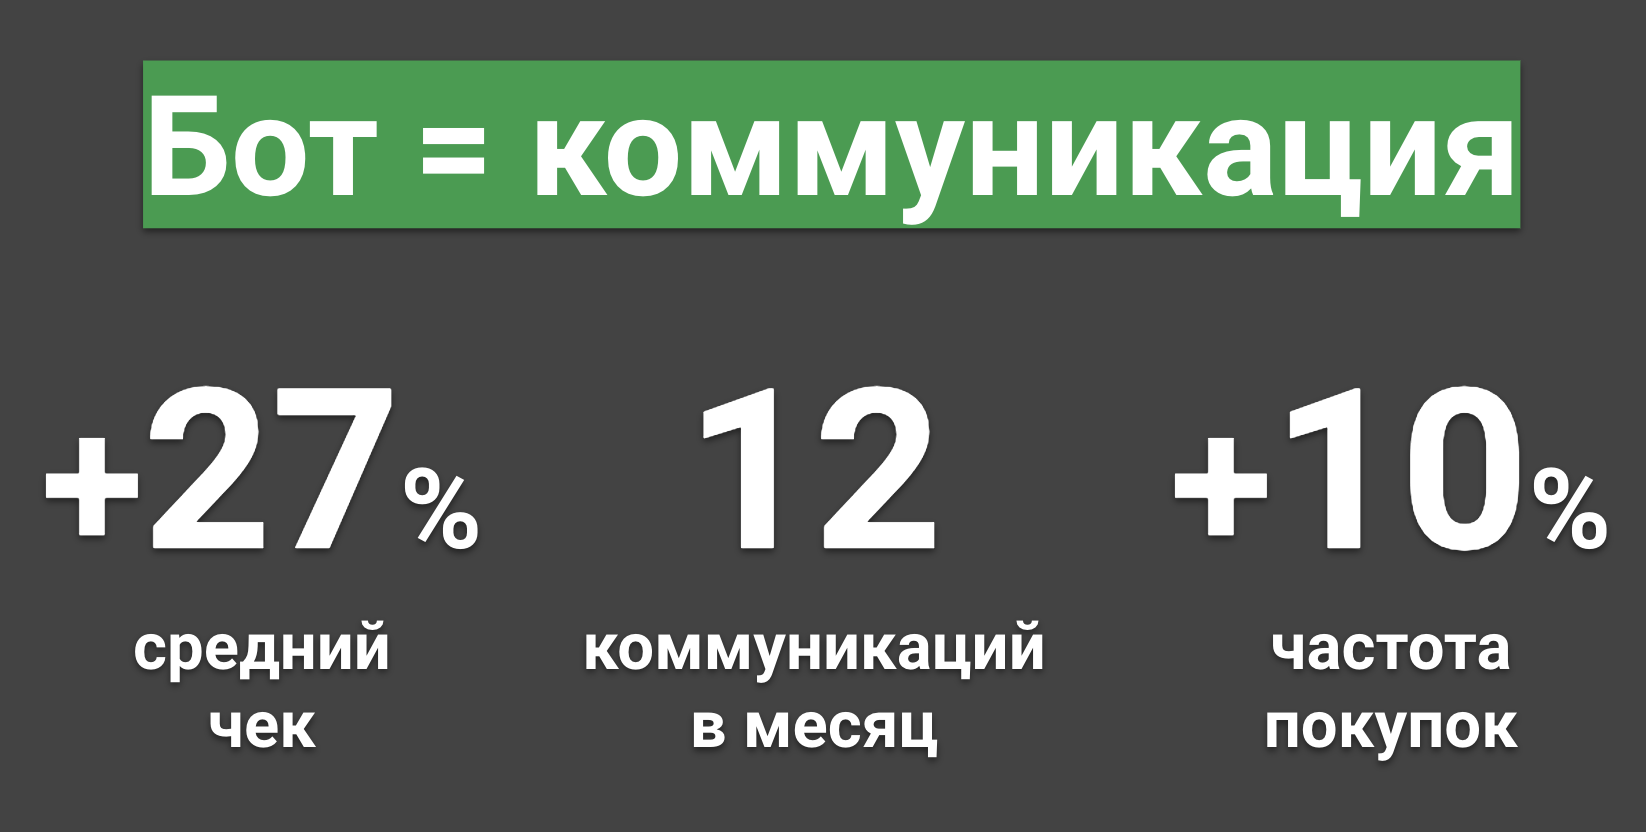 Бот = коммуникация
+27% 12 +10%
средний коммуникаций частота
чек в месяц покупок